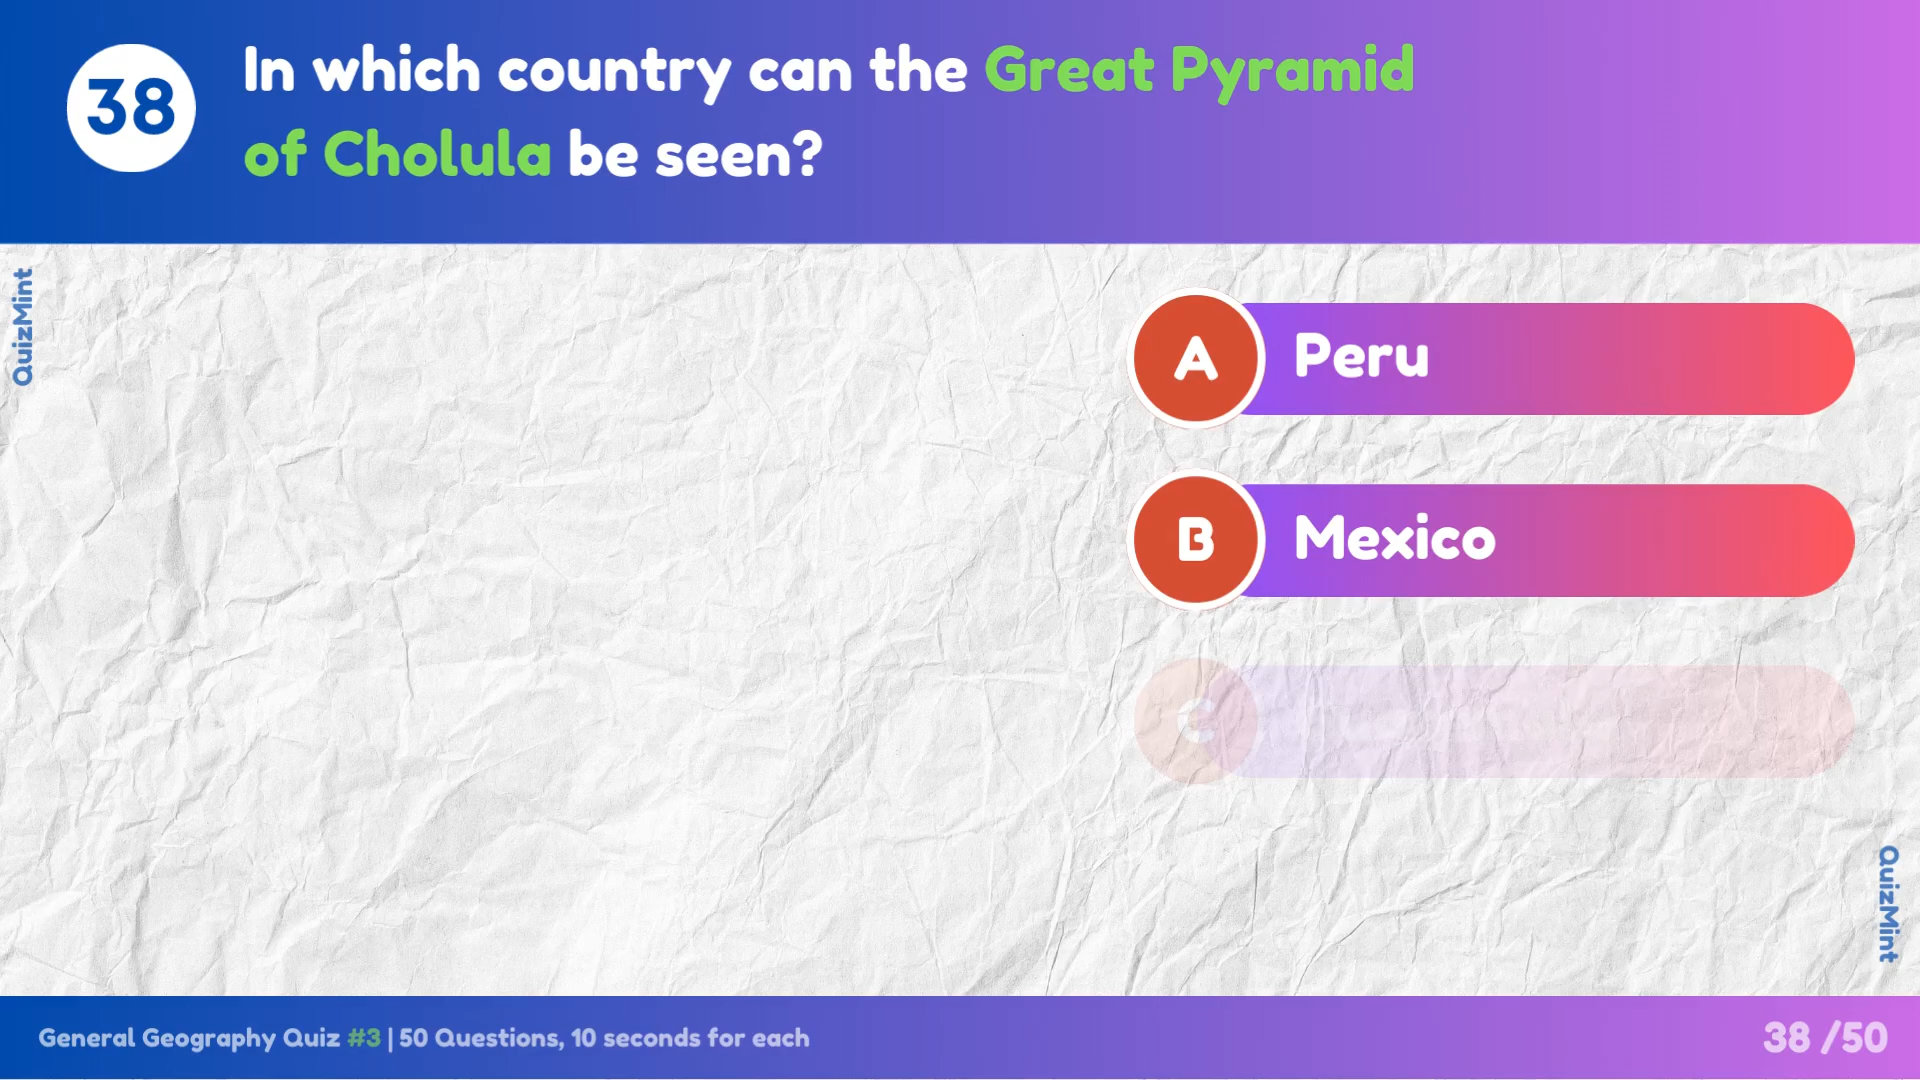 38
In which country can the Great Pyramid
of Cholula be seen?
QuizMint
A Peru
B Mexico
C
QuizMint
General Geography Quiz #3 | 50 Questions, 10 seconds for each
38 /50